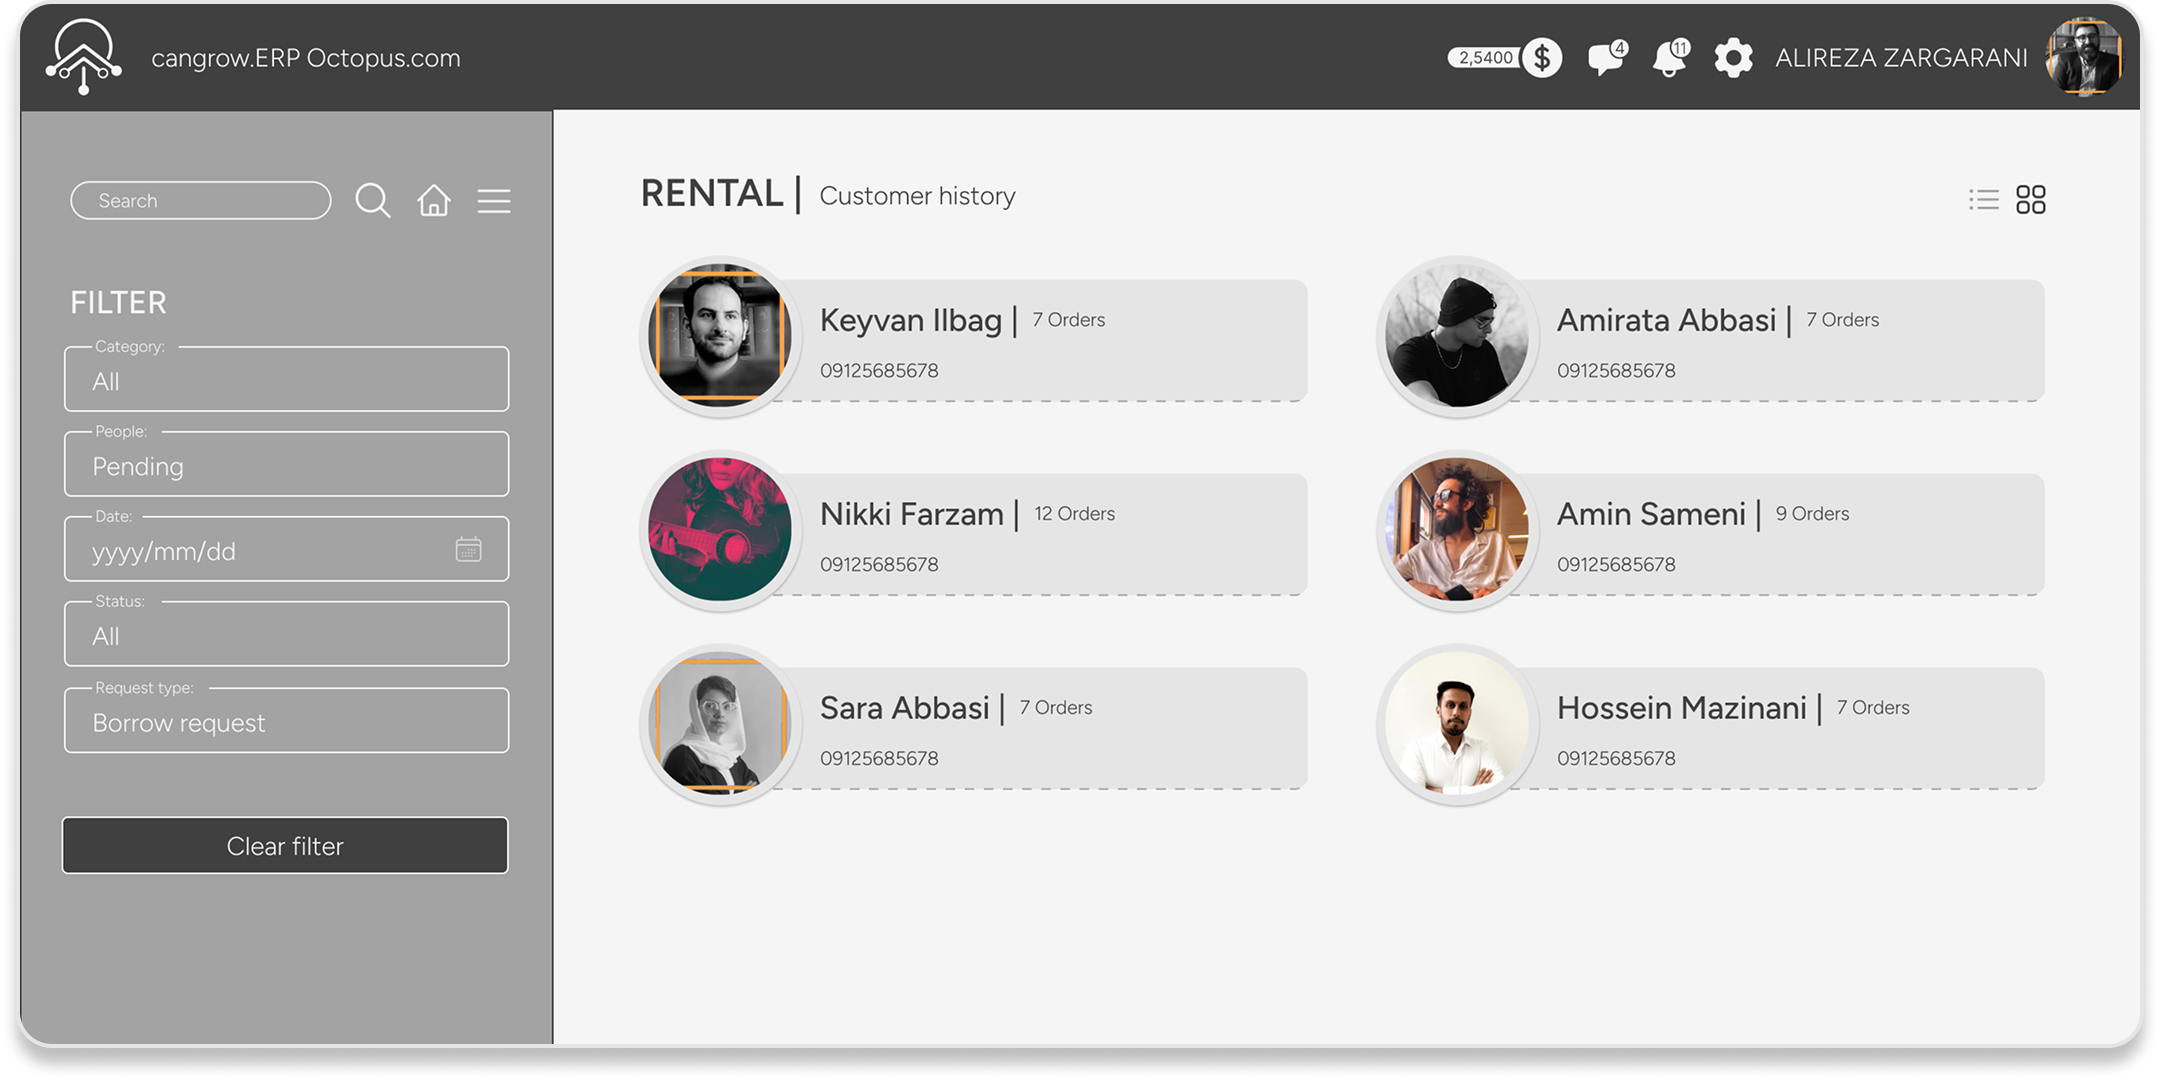 cangrow.ERP Octopus.com
2,5400
$
4
11
ALIREZA ZARGARANI
Search
FILTER
Category:
All
People:
Pending
Date:
yyyy/mm/dd
Status:
All
Request type:
Borrow request
Clear filter
RENTAL | Customer history
Keyvan Ilbag | 7 Orders
09125685678
Amirata Abbasi | 7 Orders
09125685678
Nikki Farzam | 12 Orders
09125685678
Amin Sameni | 9 Orders
09125685678
Sara Abbasi | 7 Orders
09125685678
Hossein Mazinani | 7 Orders
09125685678